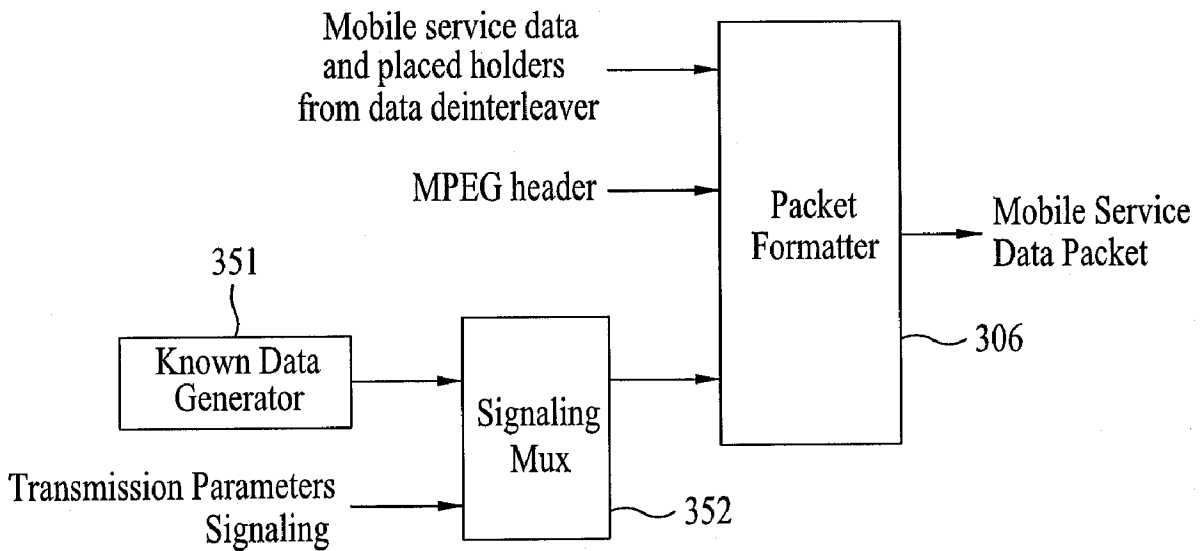 Mobile service data
and placed holders
from data deinterleaver
MPEG header
Packet
Formatter
Mobile Service
Data Packet
306
351
Known Data
Generator
Signaling
Mux
352
Transmission Parameters
Signaling